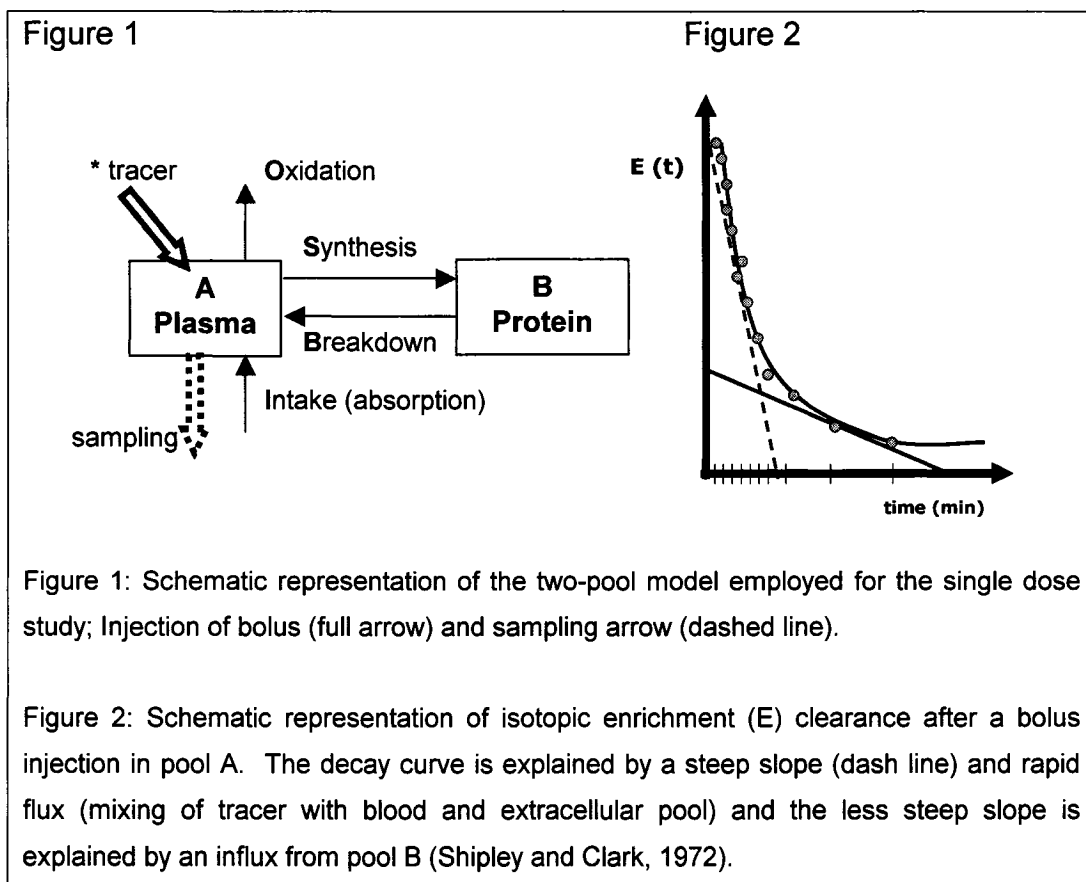 Figure 1
Figure 2
* tracer
Oxidation
Synthesis
A
Plasma
B
Protein
Breakdown
Intake (absorption)
sampling
E (t)
time (min)
Figure 1: Schematic representation of the two-pool model employed for the single dose
study; Injection of bolus (full arrow) and sampling arrow (dashed line).
Figure 2: Schematic representation of isotopic enrichment (E) clearance after a bolus
injection in pool A. The decay curve is explained by a steep slope (dash line) and rapid
flux (mixing of tracer with blood and extracellular pool) and the less steep slope is
explained by an influx from pool B (Shipley and Clark, 1972).